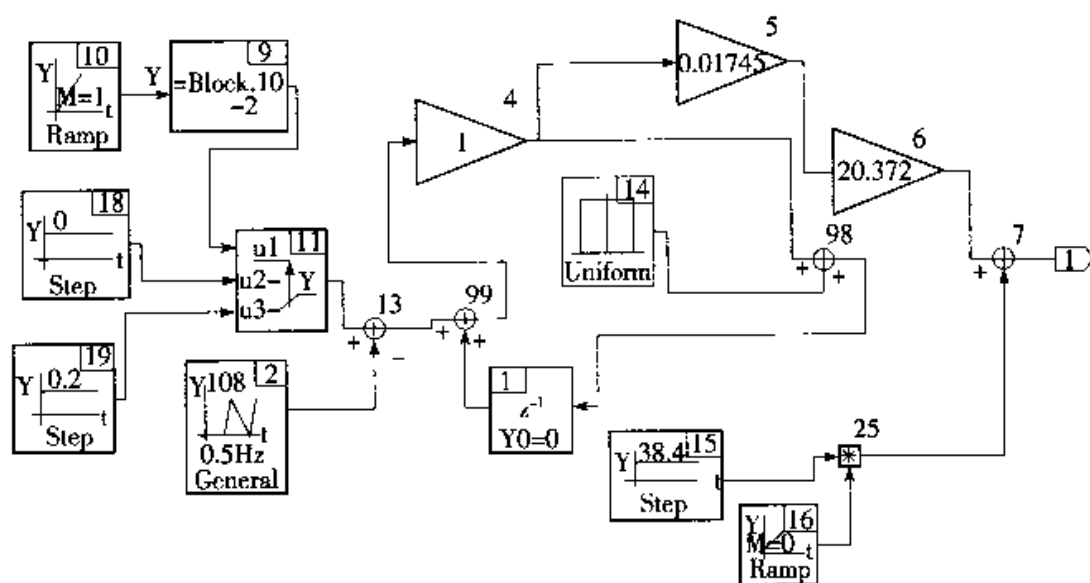 10
Y
M=1
t
Ramp
Y
9
=Block.10
-2
4
1
5
0.01745
6
20.372
18
Y
0
t
Step
u1
11
u2
Y
u3
14
Uniform
98
+
+
7
+
+
1
13
+
-
99
+
+
19
Y
0.2
t
Step
2
Y
108
t
0.5Hz
General
1
z⁻¹
Y0=0
15
38.4
Y
t
Step
25
*
16
Y
M=0
t
Ramp